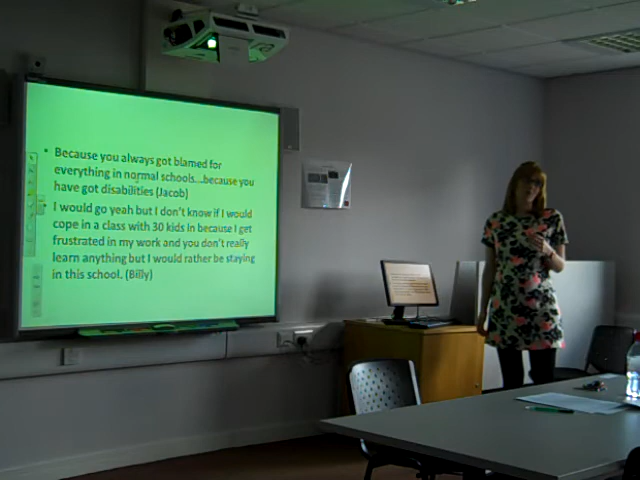 • Because you always got blamed for
everything in normal schools...because you
have got disabilities (Jacob)
• I would go yeah but I don't know if I would
cope in a class with 30 kids in because I get
frustrated in my work and you don't really
learn anything but I would rather be staying
in this school. (Billy)